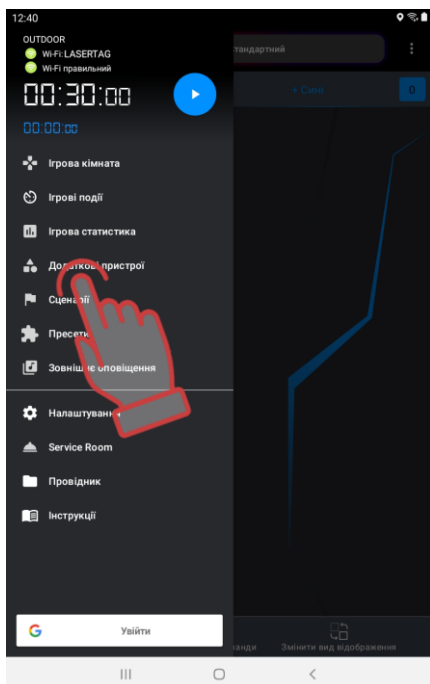 12:40
OUTDOOR
Wi-Fi: LASERTAG
Wi-Fi правильний
тандартний
00:30:00
+ Сині
0
00:00:00
Ігрова кімната
Ігрові події
Ігрова статистика
Додаткові пристрої
Сценарії
Пресети
Зовнішнє оповіщення
Налаштування
Service Room
Провідник
Інструкції
G Увійти
анди
Змінити вид відображення